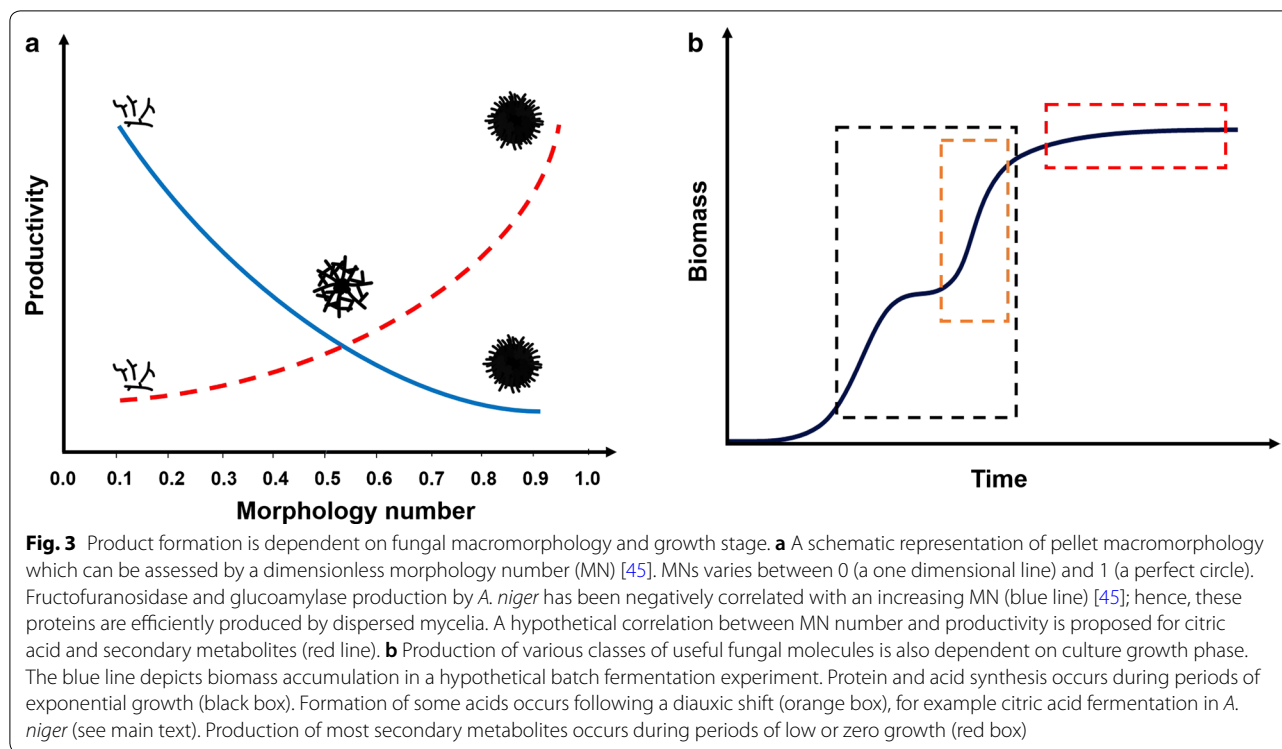 a
Productivity
0.0 0.1 0.2 0.3 0.4 0.5 0.6 0.7 0.8 0.9 1.0
Morphology number
b
Biomass
Time
Fig. 3 Product formation is dependent on fungal macromorphology and growth stage. a A schematic representation of pellet macromorphology
which can be assessed by a dimensionless morphology number (MN) [45]. MNs varies between 0 (a one dimensional line) and 1 (a perfect circle).
Fructofuranosidase and glucoamylase production by A. niger has been negatively correlated with an increasing MN (blue line) [45]; hence, these
proteins are efficiently produced by dispersed mycelia. A hypothetical correlation between MN number and productivity is proposed for citric
acid and secondary metabolites (red line). b Production of various classes of useful fungal molecules is also dependent on culture growth phase.
The blue line depicts biomass accumulation in a hypothetical batch fermentation experiment. Protein and acid synthesis occurs during periods of
exponential growth (black box). Formation of some acids occurs following a diauxic shift (orange box), for example citric acid fermentation in A.
niger (see main text). Production of most secondary metabolites occurs during periods of low or zero growth (red box)